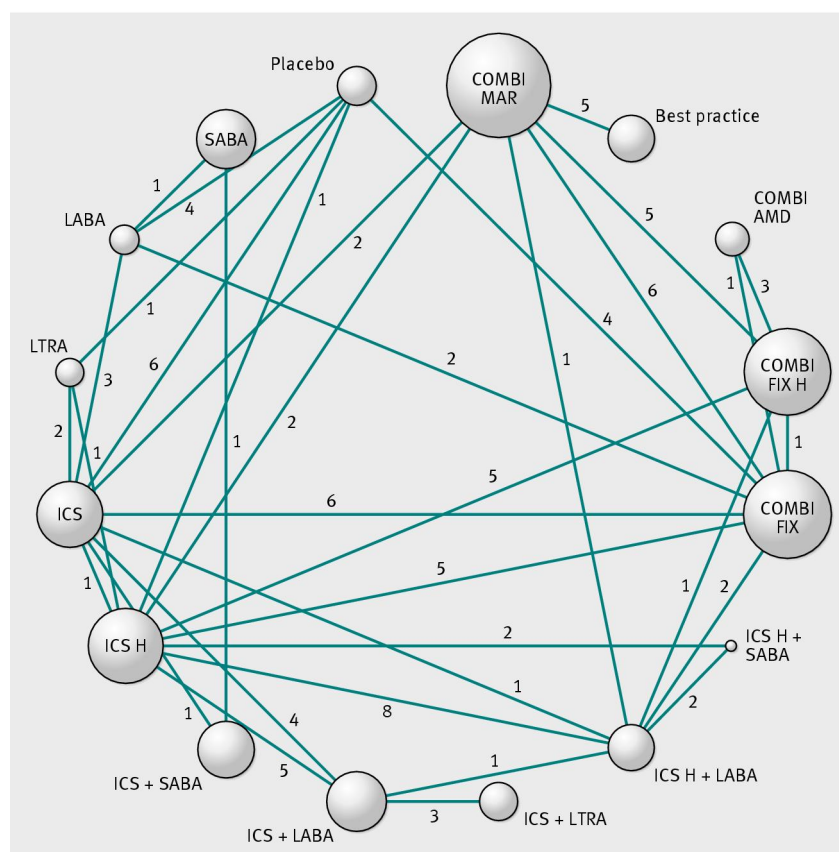 Placebo
COMBI
MAR
5
Best practice
SABA
1
4
1
LABA
2
5
COMBI
AMD
1
3
6
1
4
LTRA
3
6
2
1
COMBI
FIX H
2
1
1
2
5
1
ICS
6
COMBI
FIX
1
5
1
2
ICS H
2
ICS H +
SABA
1
8
1
2
4
5
1
ICS + SABA
ICS H + LABA
3
ICS + LTRA
ICS + LABA